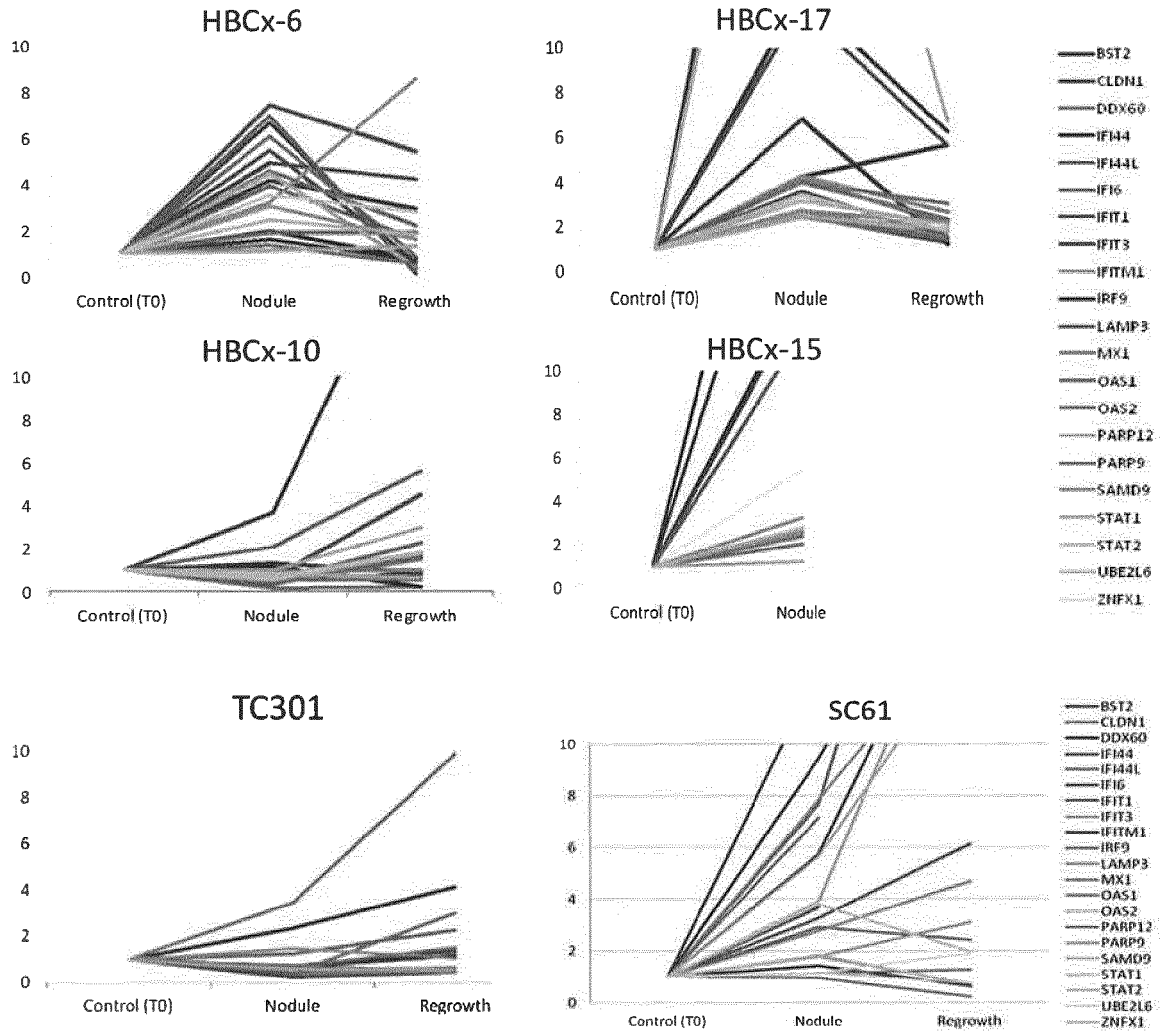 HBCx-6
10
8
6
4
2
0
Control (T0) Nodule Regrowth
HBCx-17
10
8
6
4
2
0
Control (T0) Nodule Regrowth
BST2
CLDN1
DDX60
IFI44
IFI44L
IFI6
IFIT1
IFIT3
IFITM1
IRF9
LAMP3
MX1
OAS1
OAS2
PARP12
PARP9
SAMD9
STAT1
STAT2
UBE2L6
ZNFX1
HBCx-10
10
8
6
4
2
0
Control (T0) Nodule Regrowth
HBCx-15
10
8
6
4
2
0
Control (T0) Nodule
TC301
10
8
6
4
2
0
Control (T0) Nodule Regrowth
SC61
10
8
6
4
2
0
Control (T0) Nodule Regrowth
BST2
CLDN1
DDX60
IFI44
IFI44L
IFI6
IFIT1
IFIT3
IFITM1
IRF9
LAMP3
MX1
OAS1
OAS2
PARP12
PARP9
SAMD9
STAT1
STAT2
UBE2L6
ZNFX1